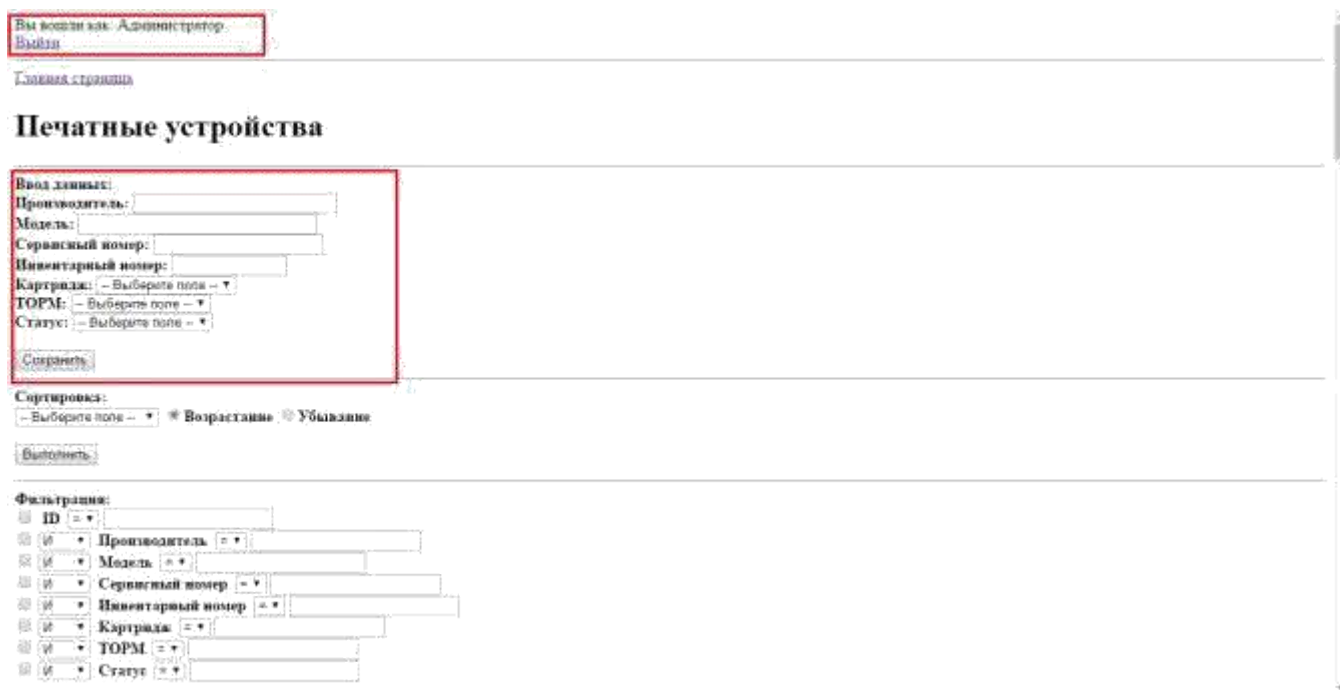 Вы вошли как: Администратор
Выйти
Главная страница
Печатные устройства
Ввод данных:
Производитель:
Модель:
Сервисный номер:
Инвентарный номер:
Картридж: -- Выберите поле --
ТОРМ: -- Выберите поле --
Статус: -- Выберите поле --
Сохранить
Сортировка:
-- Выберите поле -- Возрастание Убывание
Выполнить
Фильтрация:
ID =
И Производитель =
И Модель =
И Сервисный номер =
И Инвентарный номер =
И Картридж =
И ТОРМ =
И Статус =